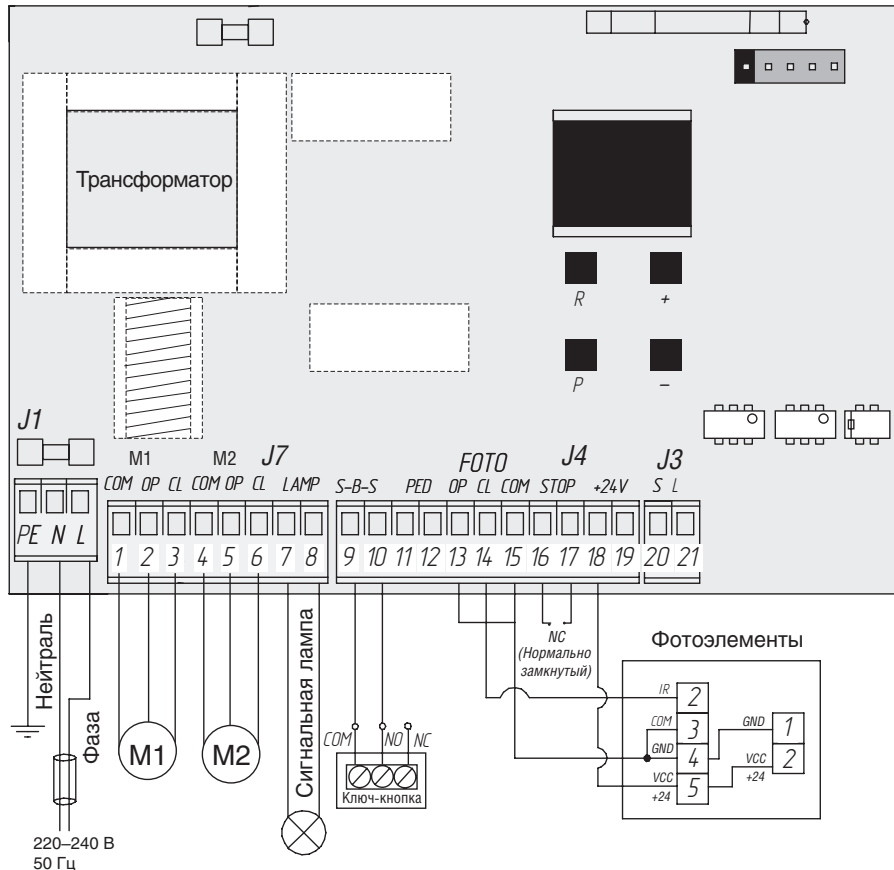 Трансформатор
R +
P –
J1
M1 M2 J7
COM OP CL COM OP CL LAMP
FOTO J4 J3
S–B–S PED OP CL COM STOP +24V S L
PE N L
1 2 3 4 5 6 7 8
9 10 11 12 13 14 15 16 17 18 19 20 21
Нейтраль
Фаза
220–240 В
50 Гц
M1
M2
Сигнальная лампа
COM NO NC
Ключ-кнопка
NC
(Нормально
замкнутый)
Фотоэлементы
IR 2
COM 3
GND 4
VCC
+24 5
GND 1
VCC
+24 2